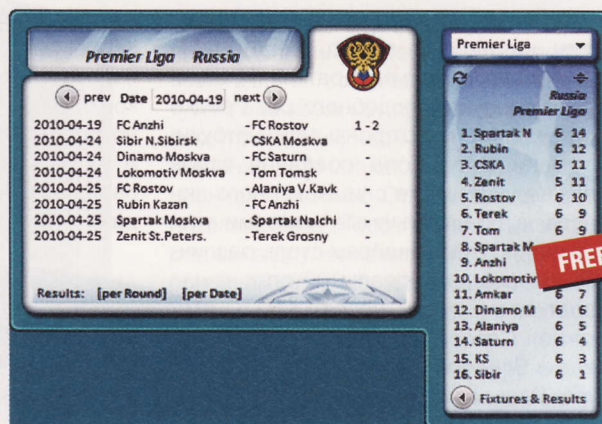 Premier Liga Russia
prev Date 2010-04-19 next
2010-04-19 FC Anzhi - FC Rostov 1 - 2
2010-04-24 Sibir N.Sibirsk - CSKA Moskva
2010-04-24 Dinamo Moskva - FC Saturn
2010-04-24 Lokomotiv Moskva - Tom Tomsk
2010-04-25 FC Rostov - Alaniya V.Kavk
2010-04-25 Rubin Kazan - FC Anzhi -
2010-04-25 Spartak Moskva - Spartak Nalchi
2010-04-25 Zenit St.Peters. - Terek Grosny
Results: [per Round] [per Date]
Premier Liga
Russia
Premier Liga
1. Spartak N 6 14
2. Rubin 6 12
3. CSKA 5 11
4. Zenit 5 11
5. Rostov 6 10
6. Terek 6 9
7. Tom 6 9
8. Spartak M
9. Anzhi
10. Lokomotiv
11. Amkar 6 7
12. Dinamo M 6 6
13. Alaniya 6 5
14. Saturn 6 4
15. KS 6 3
16. Sibir 6 1
Fixtures & Results
FREE